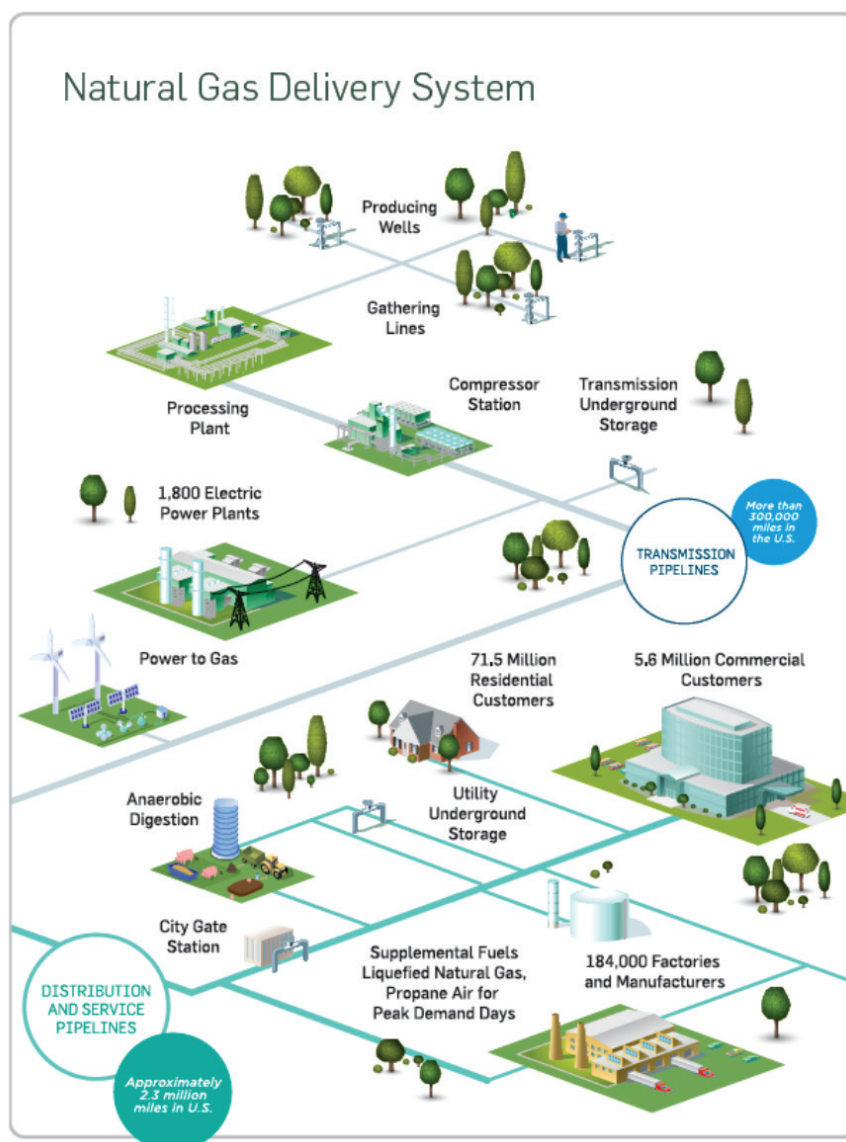 Natural Gas Delivery System
Producing
Wells
Gathering
Lines
Processing
Plant
Compressor
Station
Transmission
Underground
Storage
1,800 Electric
Power Plants
More than
300,000
miles in
the U.S.
TRANSMISSION
PIPELINES
Power to Gas
71.5 Million
Residential
Customers
5.6 Million Commercial
Customers
Anaerobic
Digestion
Utility
Underground
Storage
City Gate
Station
Supplemental Fuels
Liquefied Natural Gas,
Propane Air for
Peak Demand Days
184,000 Factories
and Manufacturers
DISTRIBUTION
AND SERVICE
PIPELINES
Approximately
2.3 million
miles in U.S.